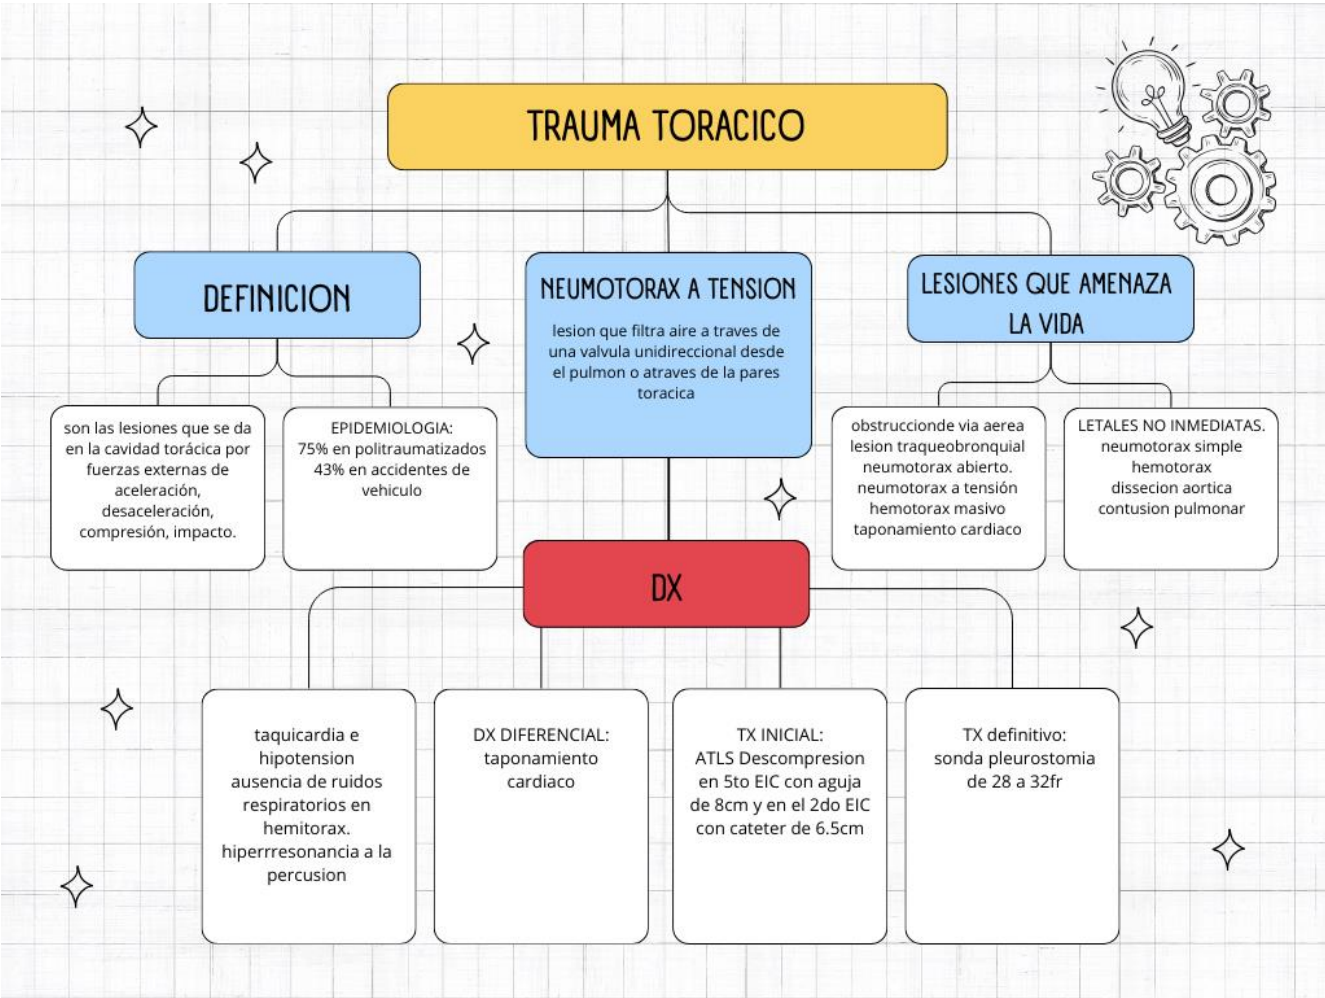 TRAUMA TORACICO
DEFINICION
son las lesiones que se da
en la cavidad torácica por
fuerzas externas de
aceleración,
desaceleración,
compresión, impacto.
EPIDEMIOLOGIA:
75% en politraumatizados
43% en accidentes de
vehiculo
NEUMOTORAX A TENSION
lesion que filtra aire a traves de
una valvula unidireccional desde
el pulmon o atraves de la pares
toracica
LESIONES QUE AMENAZA
LA VIDA
obstruccionde via aerea
lesion traqueobronquial
neumotorax abierto.
neumotorax a tensión
hemotorax masivo
taponamiento cardiaco
LETALES NO INMEDIATAS.
neumotorax simple
hemotorax
dissecion aortica
contusion pulmonar
DX
taquicardia e
hipotension
ausencia de ruidos
respiratorios en
hemitorax.
hiperrresonancia a la
percusion
DX DIFERENCIAL:
taponamiento
cardiaco
TX INICIAL:
ATLS Descompresion
en 5to EIC con aguja
de 8cm y en el 2do EIC
con cateter de 6.5cm
TX definitivo:
sonda pleurostomia
de 28 a 32fr